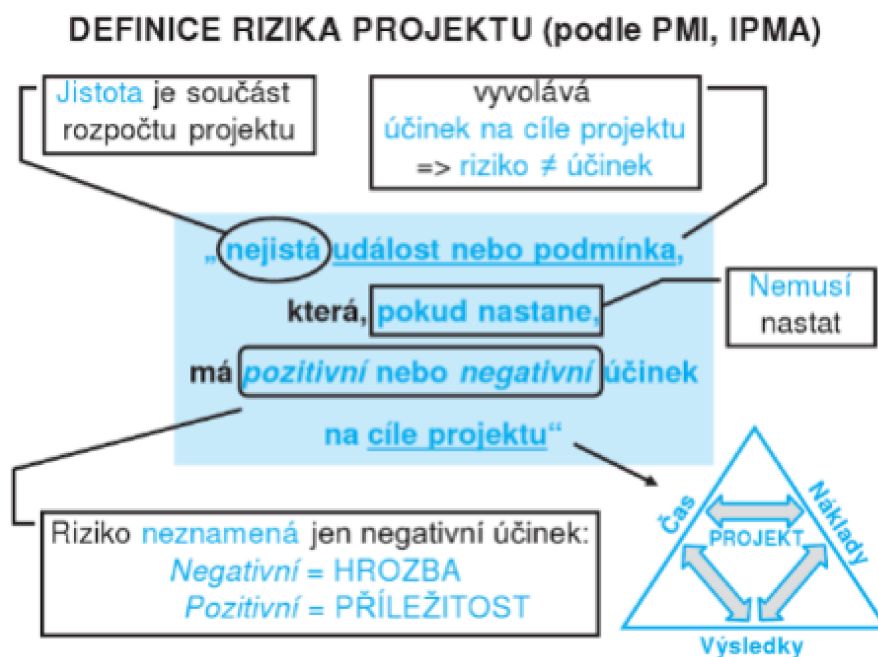 DEFINICE RIZIKA PROJEKTU (podle PMI, IPMA)
Jistota je součást
rozpočtu projektu
vyvolává
účinek na cíle projektu
=> riziko ≠ účinek
„nejistá událost nebo podmínka,
která, pokud nastane,
má pozitivní nebo negativní účinek
na cíle projektu“
Nemusí
nastat
Riziko neznamená jen negativní účinek:
Negativní = HROZBA
Pozitivní = PŘÍLEŽITOST
Čas
Náklady
PROJEKT
Výsledky